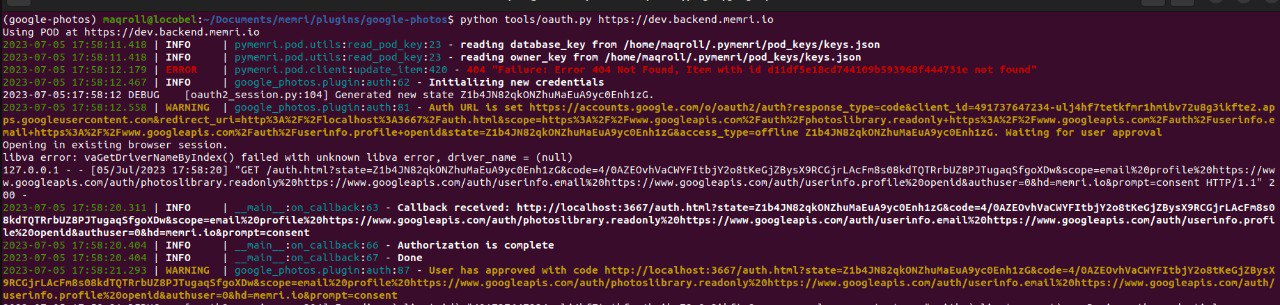 (google-photos) maqroll@locobel:~/Documents/memri/plugins/google-photos$ python tools/oauth.py https://dev.backend.memri.io
Using POD at https://dev.backend.memri.io
2023-07-05 17:58:11.418 | INFO | pymemri.pod.utils:read_pod_key:23 - reading database_key from /home/maqroll/.pymemri/pod_keys/keys.json
2023-07-05 17:58:11.418 | INFO | pymemri.pod.utils:read_pod_key:23 - reading owner_key from /home/maqroll/.pymemri/pod_keys/keys.json
2023-07-05 17:58:12.179 | ERROR | pymemri.pod.client:update_item:420 - 404 "Failure: Error 404 Not Found, Item with id d11df5e18cd744109b593968f444731e not found"
2023-07-05 17:58:12.467 | INFO | google_photos.plugin:auth:62 - Initializing new credentials
2023-07-05:17:58:12 DEBUG [oauth2_session.py:104] Generated new state Z1b4JN82qkONZhuMaEuA9yc0Enh1zG.
2023-07-05 17:58:12.558 | WARNING | google_photos.plugin:auth:81 - Auth URL is set https://accounts.google.com/o/oauth2/auth?response_type=code&client_id=491737647234-ulj4hf7tetkfmr1hmibv72u8g3ikfte2.a
pps.googleusercontent.com&redirect_uri=http%3A%2F%2Flocalhost%3A3667%2Fauth.html&scope=https%3A%2F%2Fwww.googleapis.com%2Fauth%2Fphotoslibrary.readonly+https%3A%2F%2Fwww.googleapis.com%2Fauth%2Fuserinfo.e
mail+https%3A%2F%2Fwww.googleapis.com%2Fauth%2Fuserinfo.profile+openid&state=Z1b4JN82qkONZhuMaEuA9yc0Enh1zG&access_type=offline Z1b4JN82qkONZhuMaEuA9yc0Enh1zG. Waiting for user approval
Opening in existing browser session.
libva error: vaGetDriverNameByIndex() failed with unknown libva error, driver_name = (null)
127.0.0.1 - - [05/Jul/2023 17:58:20] "GET /auth.html?state=Z1b4JN82qkONZhuMaEuA9yc0Enh1zG&code=4/0AZEOvhVaCWYFItbjY2o8tKeGjZBysX9RCGjrLAcFm8s08kdTQTRrbUZ8PJTugaqSfgoXDw&scope=email%20profile%20https://ww
w.googleapis.com/auth/photoslibrary.readonly%20https://www.googleapis.com/auth/userinfo.email%20https://www.googleapis.com/auth/userinfo.profile%20openid&authuser=0&hd=memri.io&prompt=consent HTTP/1.1" 2
00 -
2023-07-05 17:58:20.311 | INFO | __main__:on_callback:63 - Callback received: http://localhost:3667/auth.html?state=Z1b4JN82qkONZhuMaEuA9yc0Enh1zG&code=4/0AZEOvhVaCWYFItbjY2o8tKeGjZBysX9RCGjrLAcFm8s0
8kdTQTRrbUZ8PJTugaqSfgoXDw&scope=email%20profile%20https://www.googleapis.com/auth/photoslibrary.readonly%20https://www.googleapis.com/auth/userinfo.email%20https://www.googleapis.com/auth/userinfo.profi
le%20openid&authuser=0&hd=memri.io&prompt=consent
2023-07-05 17:58:20.404 | INFO | __main__:on_callback:66 - Authorization is complete
2023-07-05 17:58:20.404 | INFO | __main__:on_callback:67 - Done
2023-07-05 17:58:21.293 | WARNING | google_photos.plugin:auth:87 - User has approved with code http://localhost:3667/auth.html?state=Z1b4JN82qkONZhuMaEuA9yc0Enh1zG&code=4/0AZEOvhVaCWYFItbjY2o8tKeGjZBysX
9RCGjrLAcFm8s08kdTQTRrbUZ8PJTugaqSfgoXDw&scope=email%20profile%20https://www.googleapis.com/auth/photoslibrary.readonly%20https://www.googleapis.com/auth/userinfo.email%20https://www.googleapis.com/auth/
userinfo.profile%20openid&authuser=0&hd=memri.io&prompt=consent